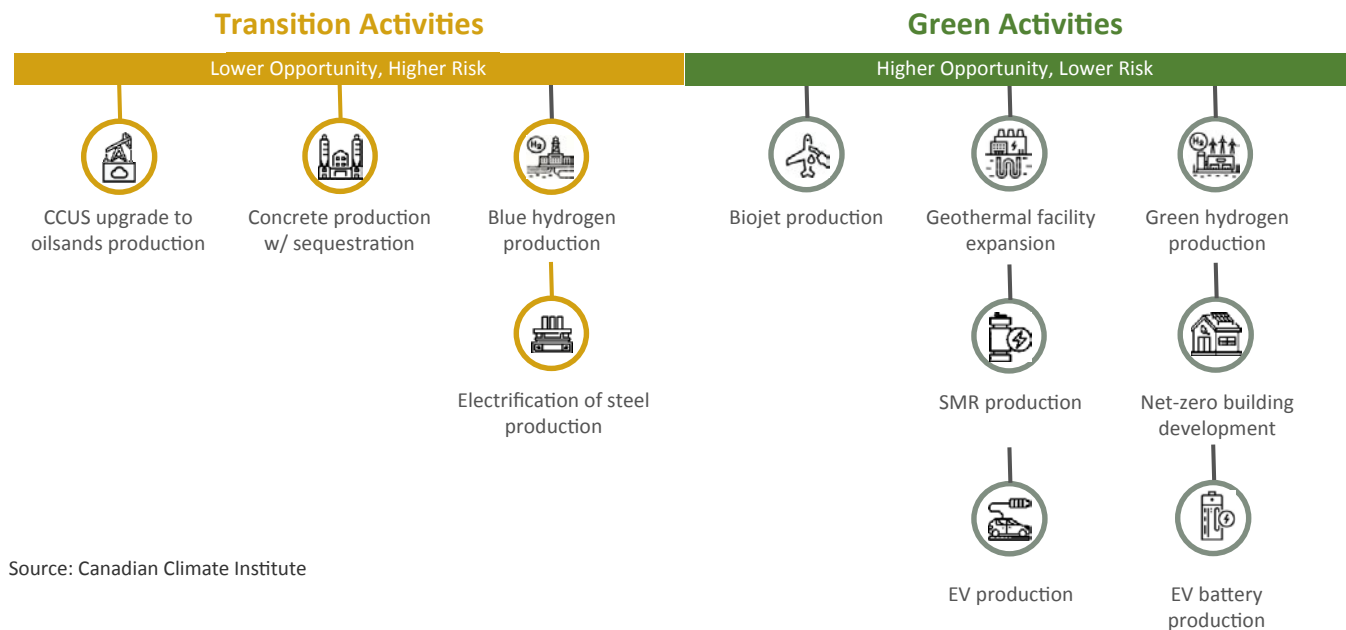 Transition Activities
Green Activities
Lower Opportunity, Higher Risk
Higher Opportunity, Lower Risk
H2
H2
CCUS upgrade to
oilsands production
Concrete production
w/ sequestration
Blue hydrogen
production
Biojet production
Geothermal facility
expansion
Green hydrogen
production
Electrification of steel
production
SMR production
Net-zero building
development
Source: Canadian Climate Institute
EV production
EV battery
production